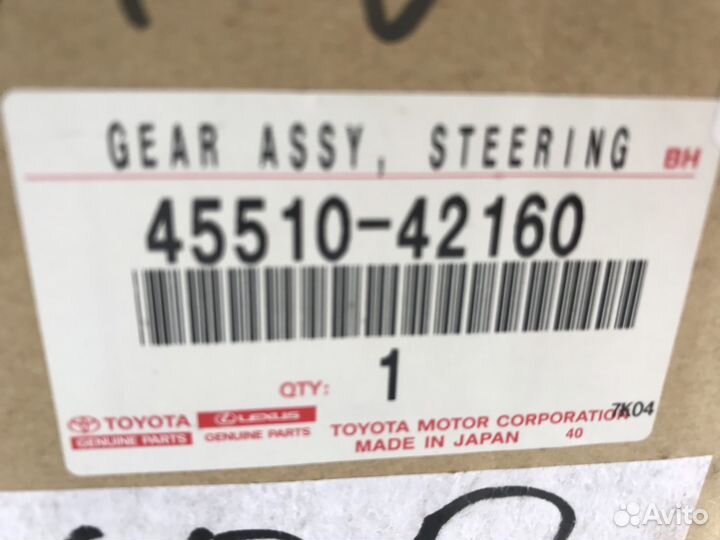 GEAR ASSY, STEERING BH
45510-42160
QTY: 1
TOYOTA LEXUS TOYOTA MOTOR CORPORATION 7K04
GENUINE PARTS GENUINE PARTS MADE IN JAPAN 40
Avito